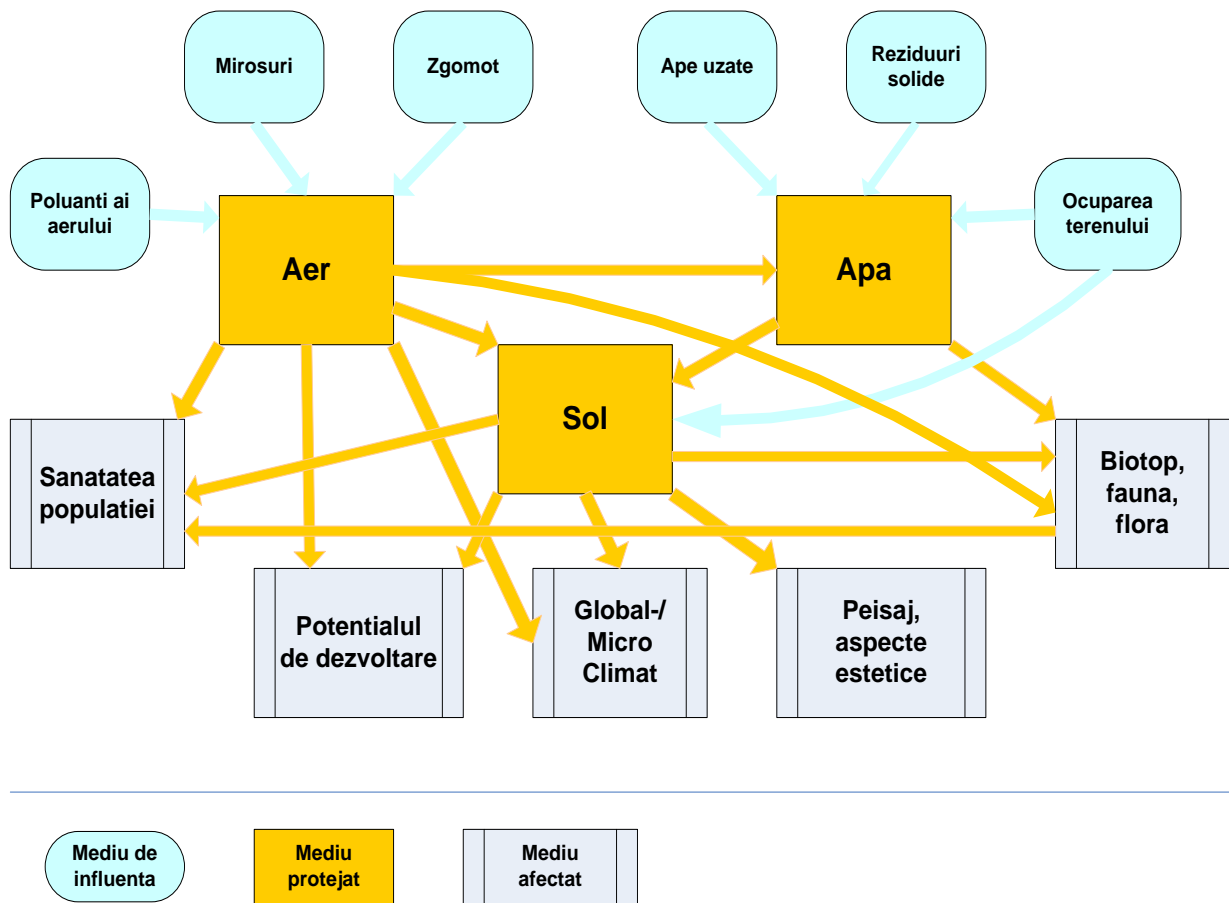 Mirosuri
Zgomot
Ape uzate
Reziduuri
solide
Poluanti ai
aerului
Ocuparea
terenului
Aer
Apa
Sol
Sanatatea
populatiei
Biotop,
fauna,
flora
Potentialul
de dezvoltare
Global-/
Micro
Climat
Peisaj,
aspecte
estetice
Mediu de
influenta
Mediu
protejat
Mediu
afectat